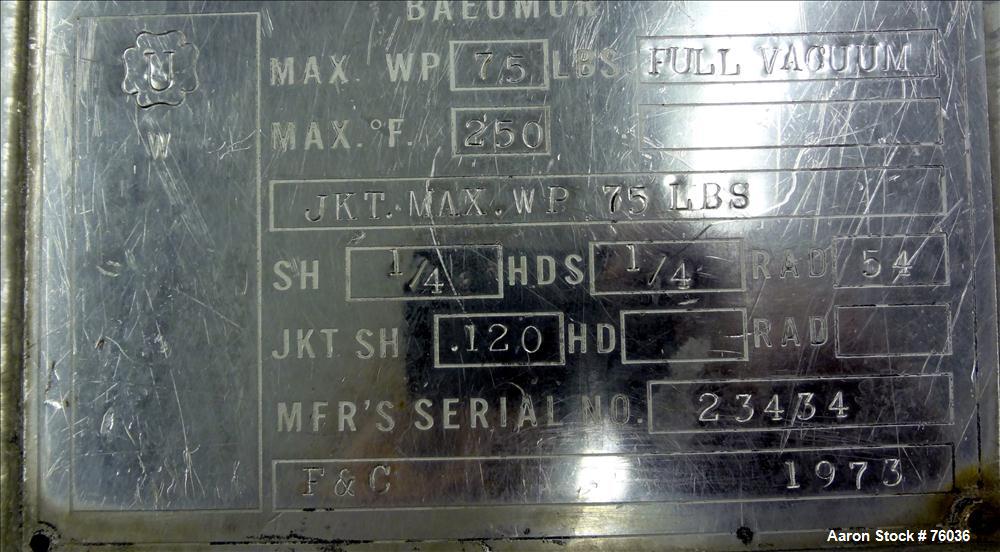 U
W
MAX. WP 75 LBS FULL VACUUM
MAX. °F. 250
JKT. MAX. WP 75 LBS
SH 1/4 HDS 1/4 RAD 54
JKT SH .120 HD RAD
MFR'S SERIAL NO. 23434
F & C 1973
Aaron Stock # 76036